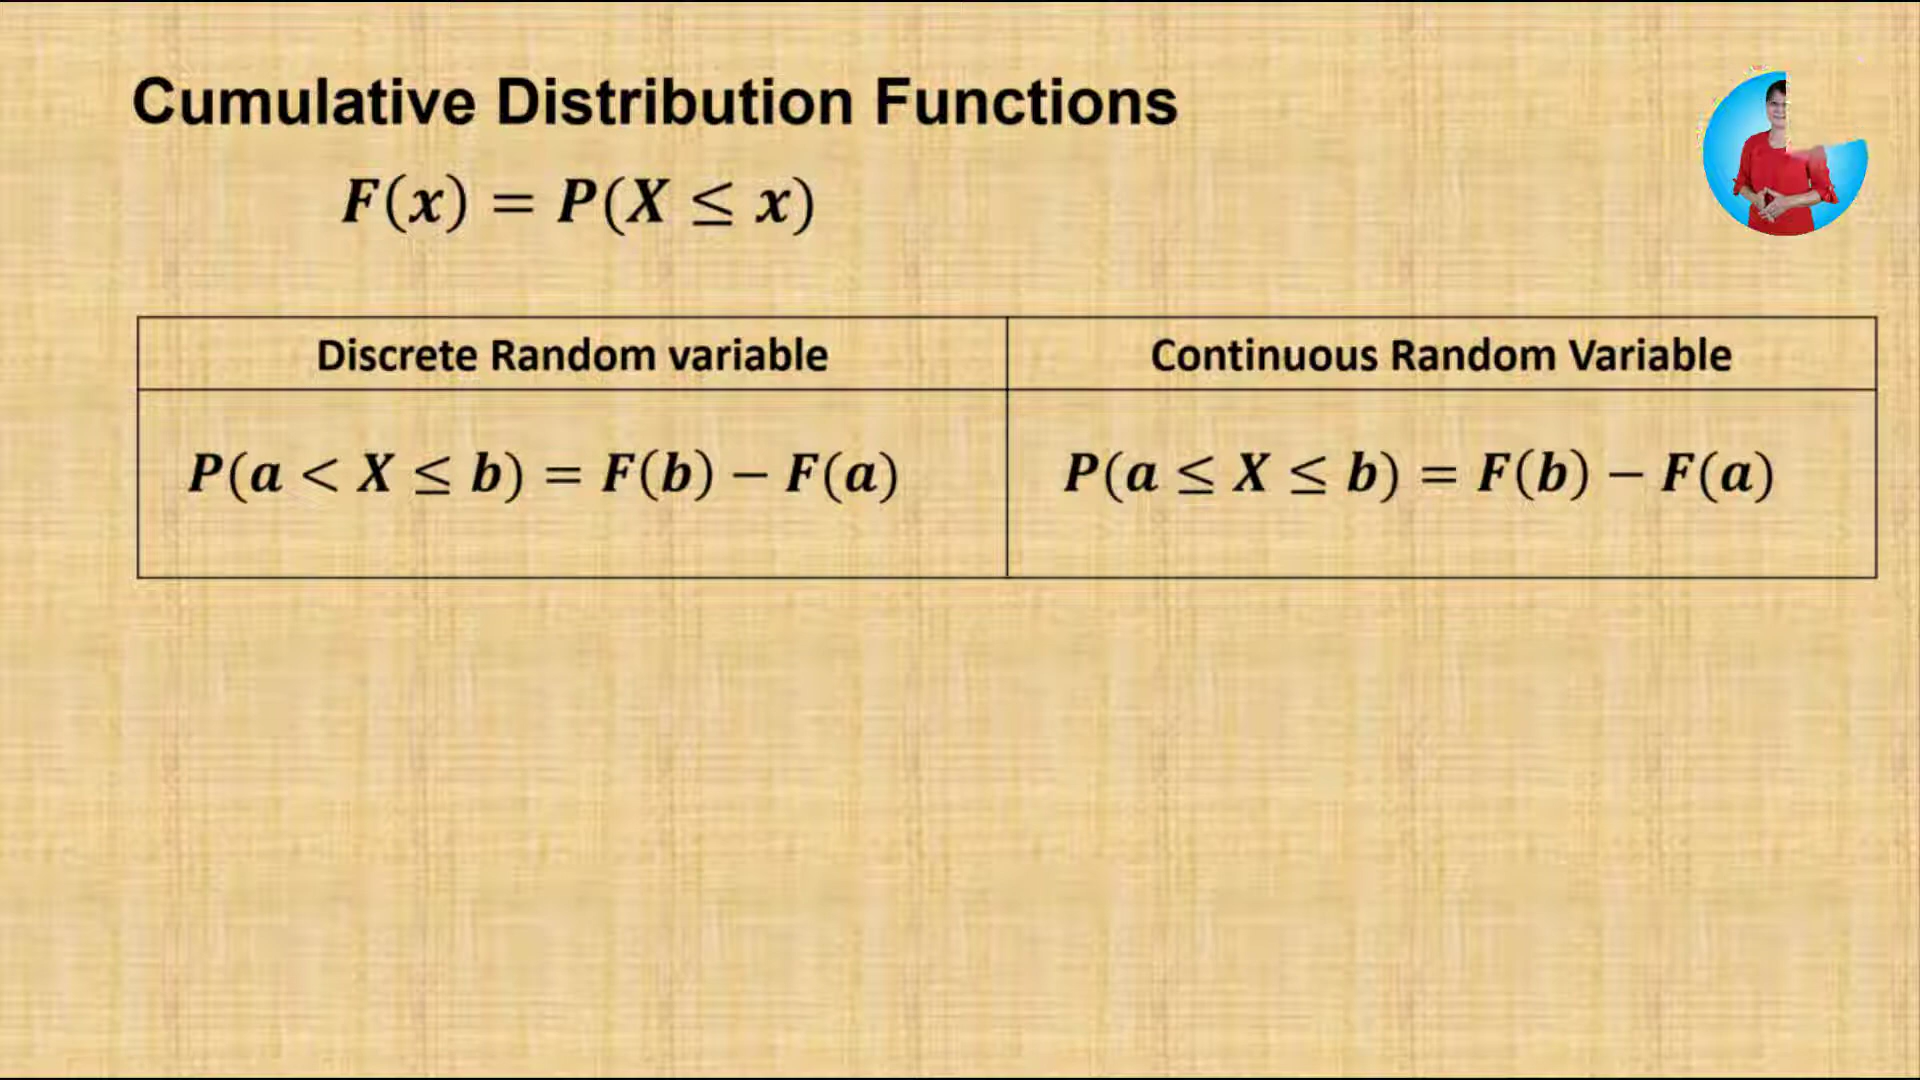 Cumulative Distribution Functions
F(x) = P(X ≤ x)
Discrete Random variable
Continuous Random Variable
P(a < X ≤ b) = F(b) − F(a)
P(a ≤ X ≤ b) = F(b) − F(a)